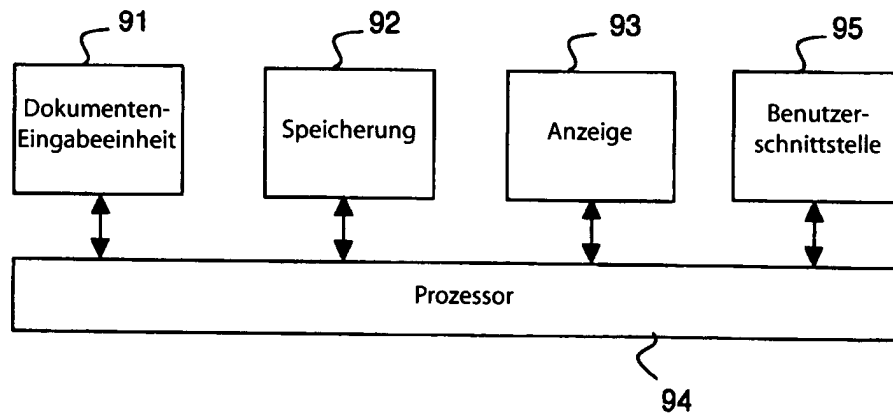 91
92
93
95
Dokumenten-
Eingabeeinheit
Speicherung
Anzeige
Benutzer-
schnittstelle
Prozessor
94